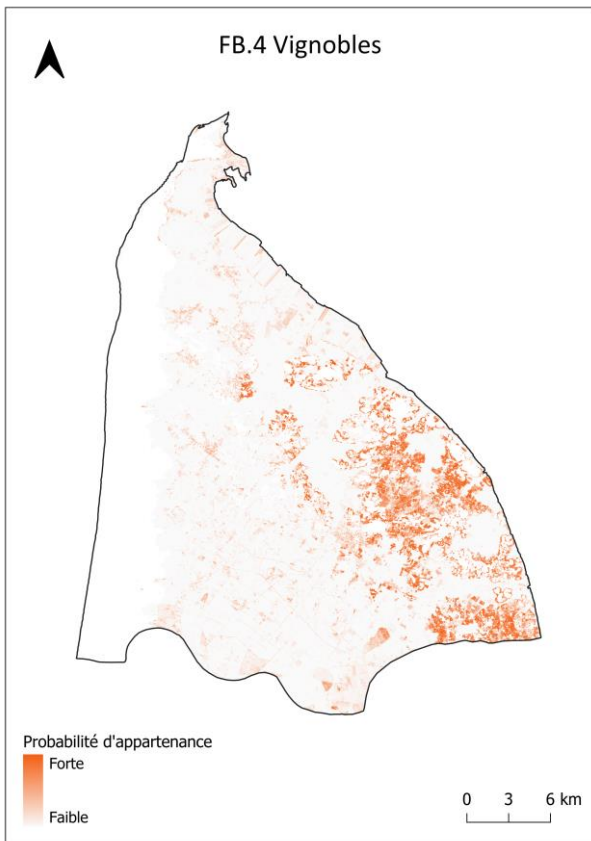 FB.4 Vignobles
Probabilité d'appartenance
Forte
Faible
0 3 6 km